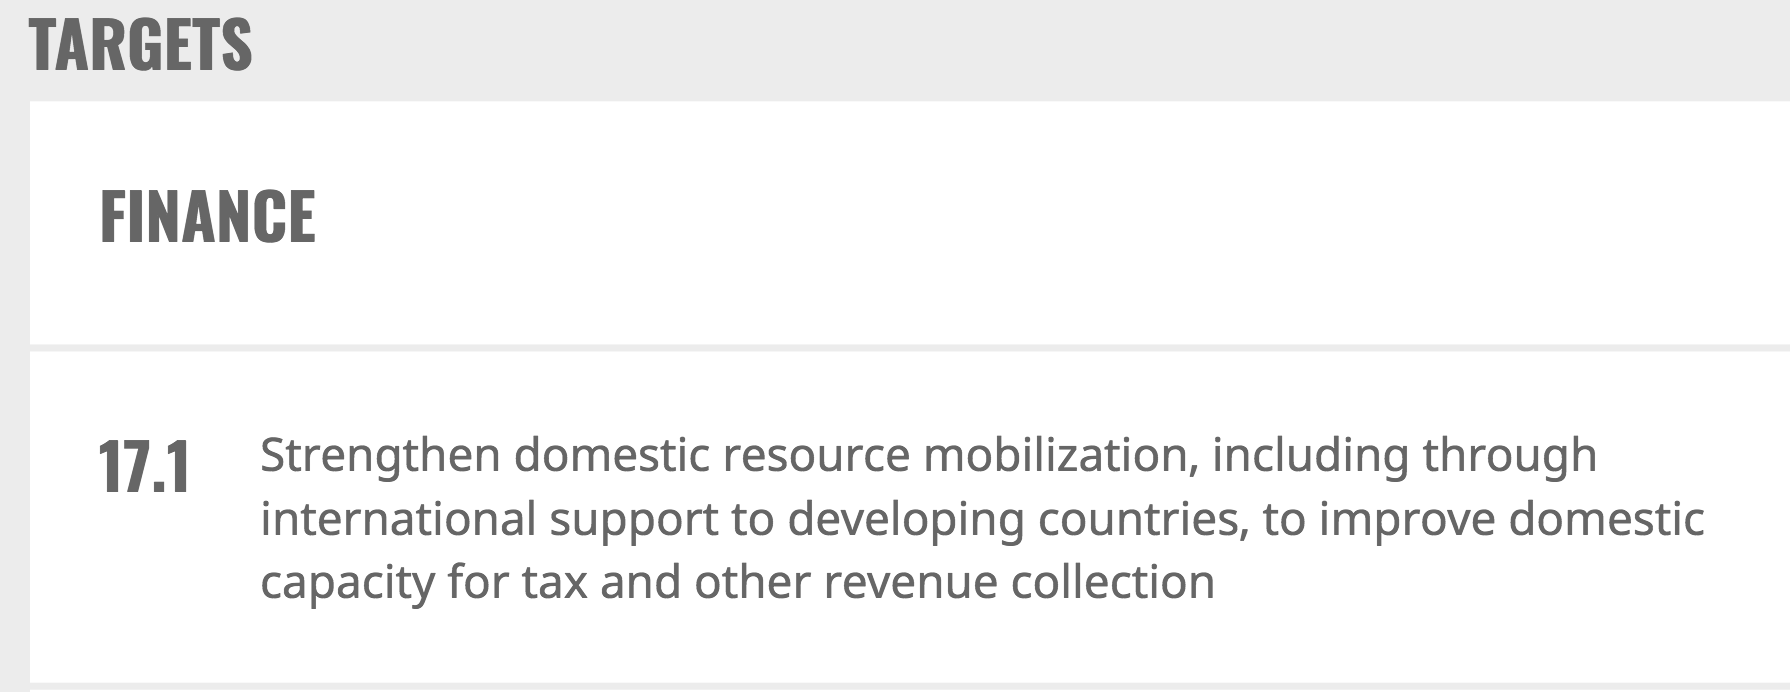 TARGETS
FINANCE
17.1
Strengthen domestic resource mobilization, including through
international support to developing countries, to improve domestic
capacity for tax and other revenue collection